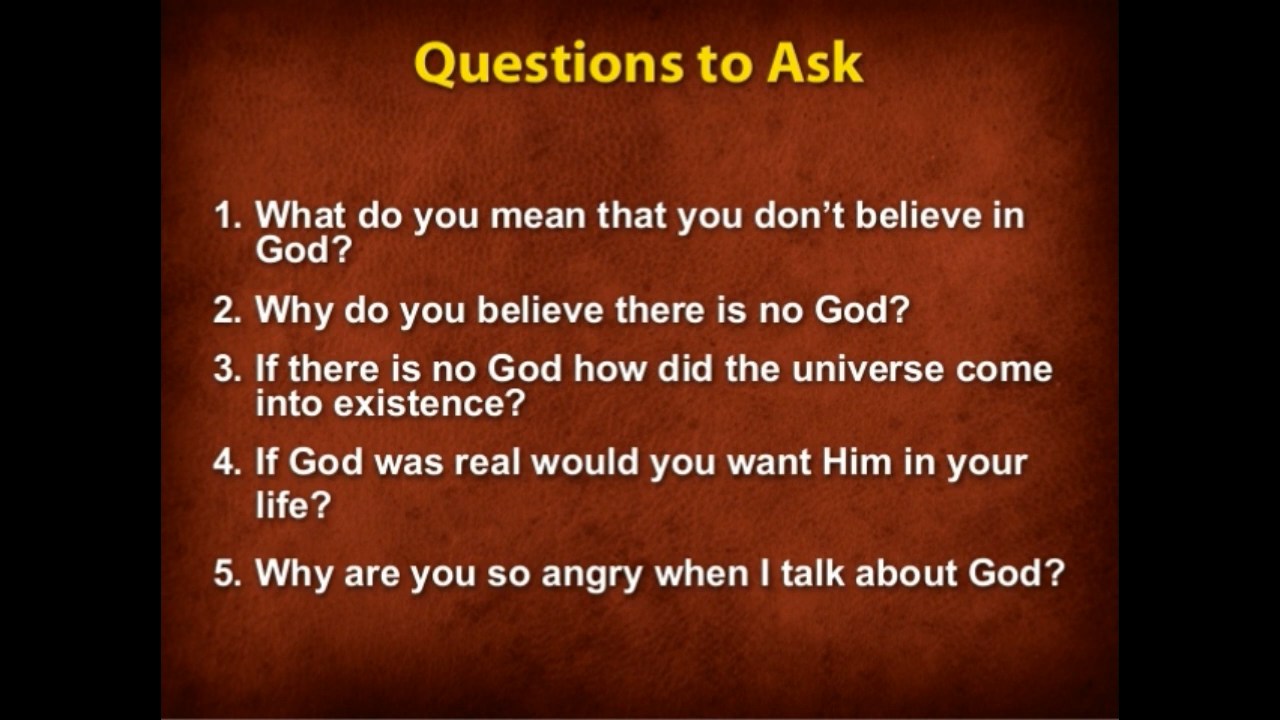 Questions to Ask
1. What do you mean that you don’t believe in
God?
2. Why do you believe there is no God?
3. If there is no God how did the universe come
into existence?
4. If God was real would you want Him in your
life?
5. Why are you so angry when I talk about God?